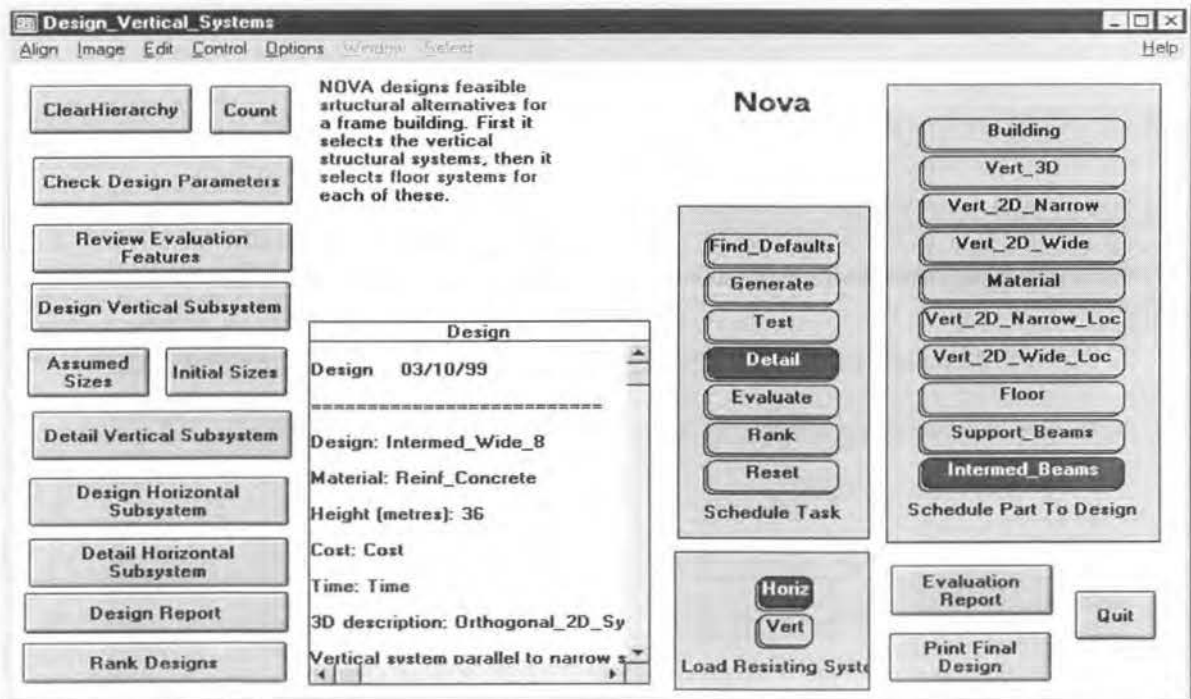 Design_Vertical_Systems
Align Image Edit Control Options Window Select Help
ClearHierarchy
Count
Check Design Parameters
Review Evaluation
Features
Design Vertical Subsystem
Assumed
Sizes
Initial Sizes
Detail Vertical Subsystem
Design Horizontal
Subsystem
Detail Horizontal
Subsystem
Design Report
Rank Designs
NOVA designs feasible
srtuctural alternatives for
a frame building. First it
selects the vertical
structural systems, then it
selects floor systems for
each of these.
Design
Design 03/10/99
==========================
Design: Intermed_Wide_8
Material: Reinf_Concrete
Height (metres): 36
Cost: Cost
Time: Time
3D description: Orthogonal_2D_Sy
Vertical system parallel to narrow s
Nova
Find_Defaults
Generate
Test
Detail
Evaluate
Rank
Reset
Schedule Task
Horiz
Vert
Load Resisting Syste
Building
Vert_3D
Vert_2D_Narrow
Vert_2D_Wide
Material
Vert_2D_Narrow_Loc
Vert_2D_Wide_Loc
Floor
Support_Beams
Intermed_Beams
Schedule Part To Design
Evaluation
Report
Print Final
Design
Quit